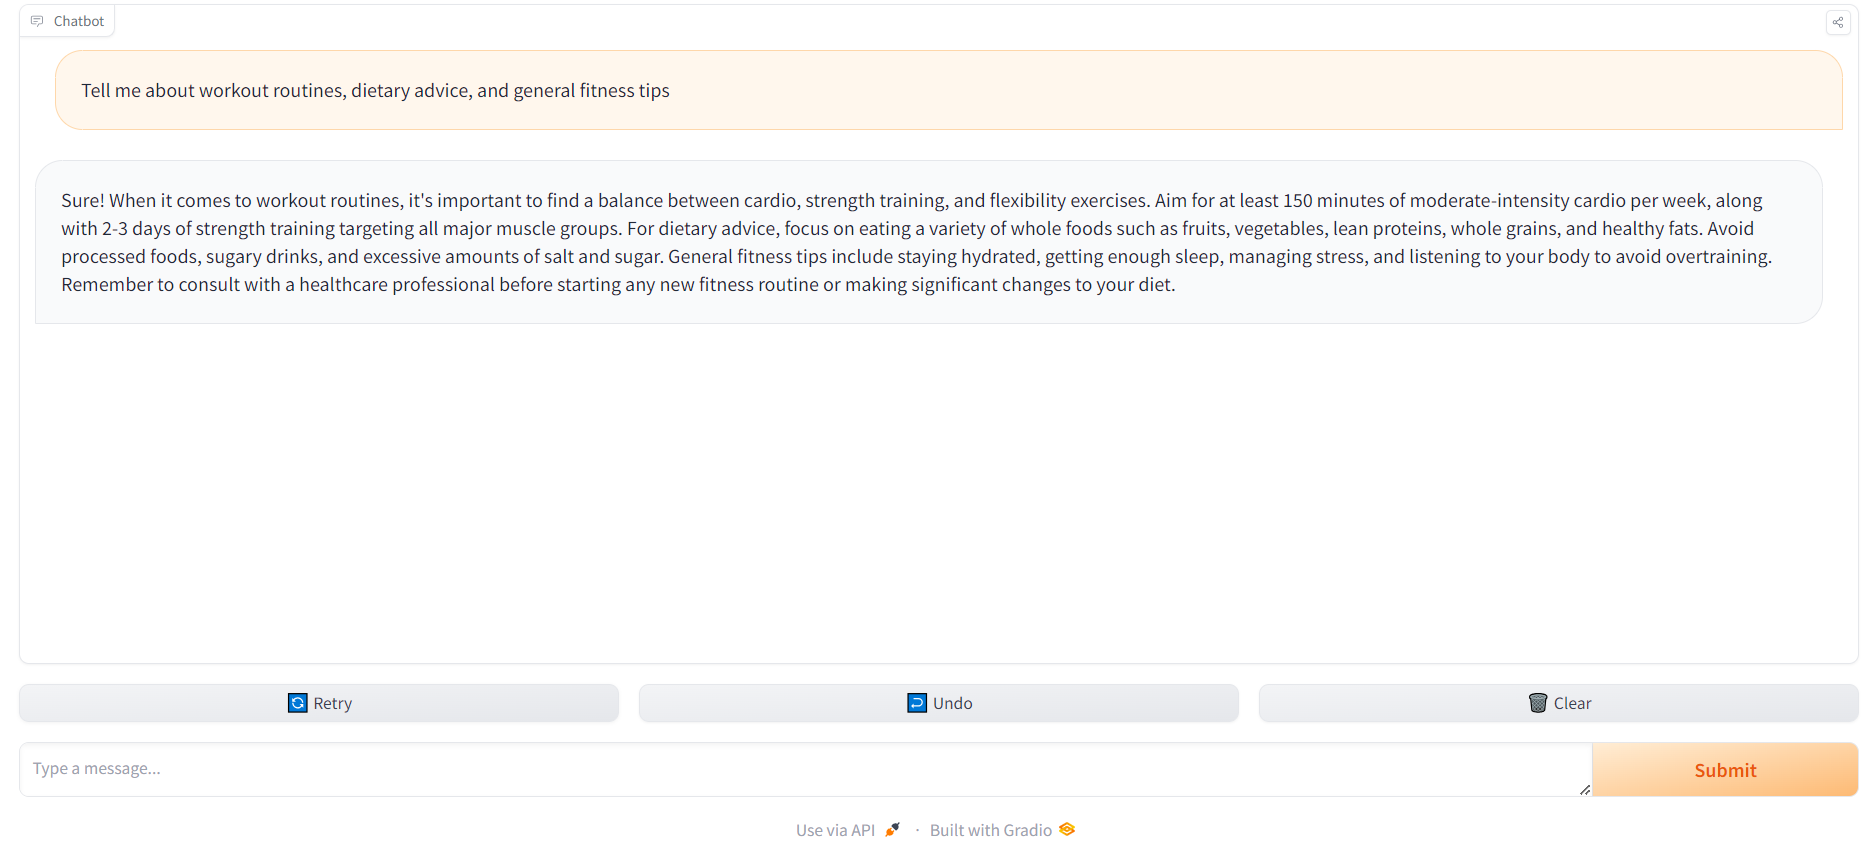 Chatbot
Tell me about workout routines, dietary advice, and general fitness tips
Sure! When it comes to workout routines, it's important to find a balance between cardio, strength training, and flexibility exercises. Aim for at least 150 minutes of moderate-intensity cardio per week, along
with 2-3 days of strength training targeting all major muscle groups. For dietary advice, focus on eating a variety of whole foods such as fruits, vegetables, lean proteins, whole grains, and healthy fats. Avoid
processed foods, sugary drinks, and excessive amounts of salt and sugar. General fitness tips include staying hydrated, getting enough sleep, managing stress, and listening to your body to avoid overtraining.
Remember to consult with a healthcare professional before starting any new fitness routine or making significant changes to your diet.
Retry
Undo
Clear
Type a message...
Submit
Use via API · Built with Gradio